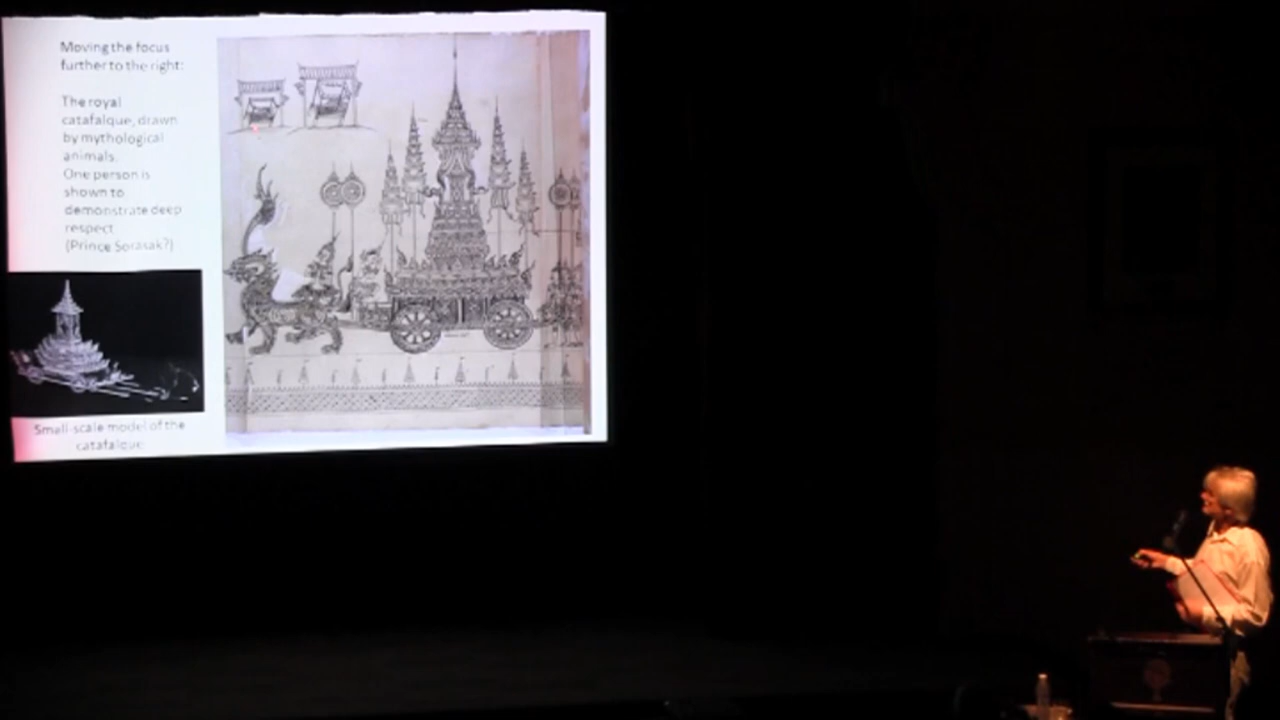 Moving the focus
further to the right:
The royal
catafalque, drawn
by mythological
animals.
One person is
shown to
demonstrate deep
respect
(Prince Sorasak?)
Small-scale model of the
catafalque